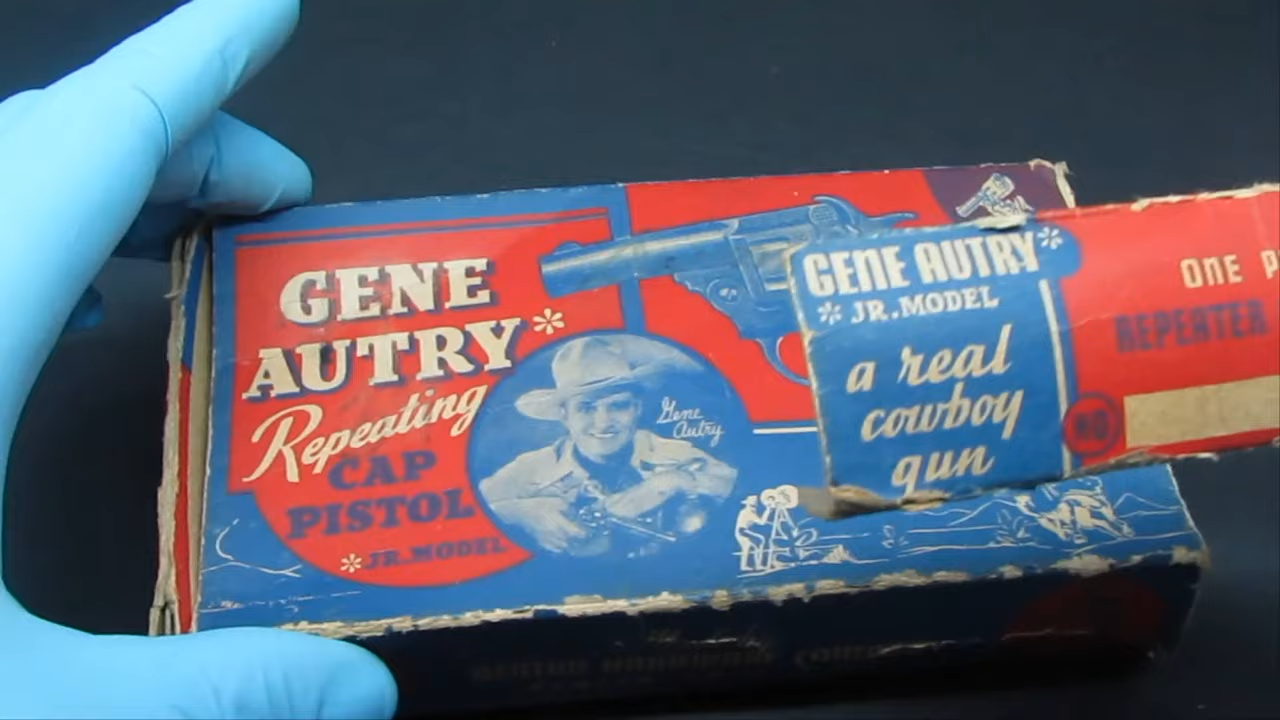 GENE
AUTRY*
Repeating
CAP
PISTOL
*JR. MODEL
Gene
Autry
GENE AUTRY*
* JR. MODEL
a real
cowboy
gun
ONE
REPEATER